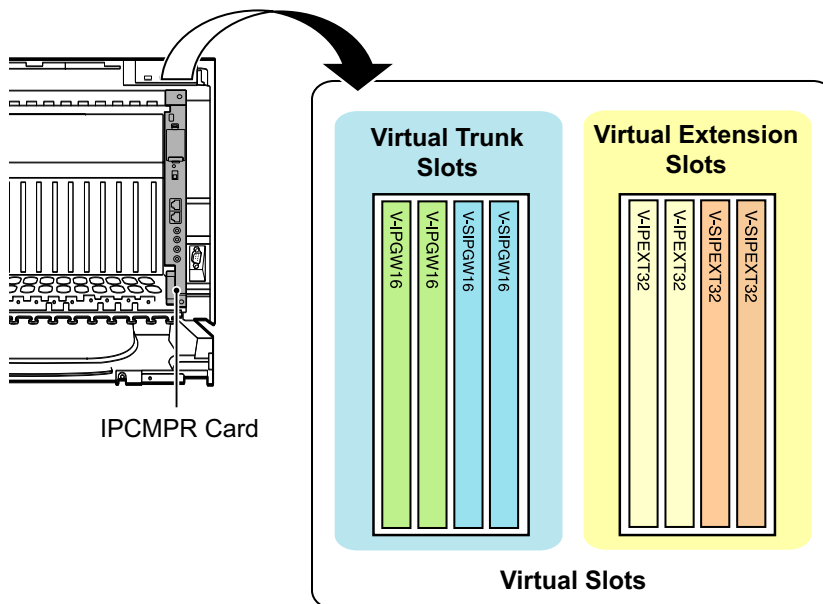 Virtual Trunk
Slots
Virtual Extension
Slots
V-IPGW16
V-IPGW16
V-SIPGW16
V-SIPGW16
V-IPEXT32
V-IPEXT32
V-SIPEXT32
V-SIPEXT32
IPCMPR Card
Virtual Slots